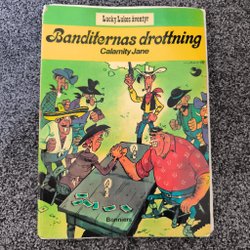 Lucky Lukes äventyr
Banditernas drottning
Calamity Jane
Bonniers